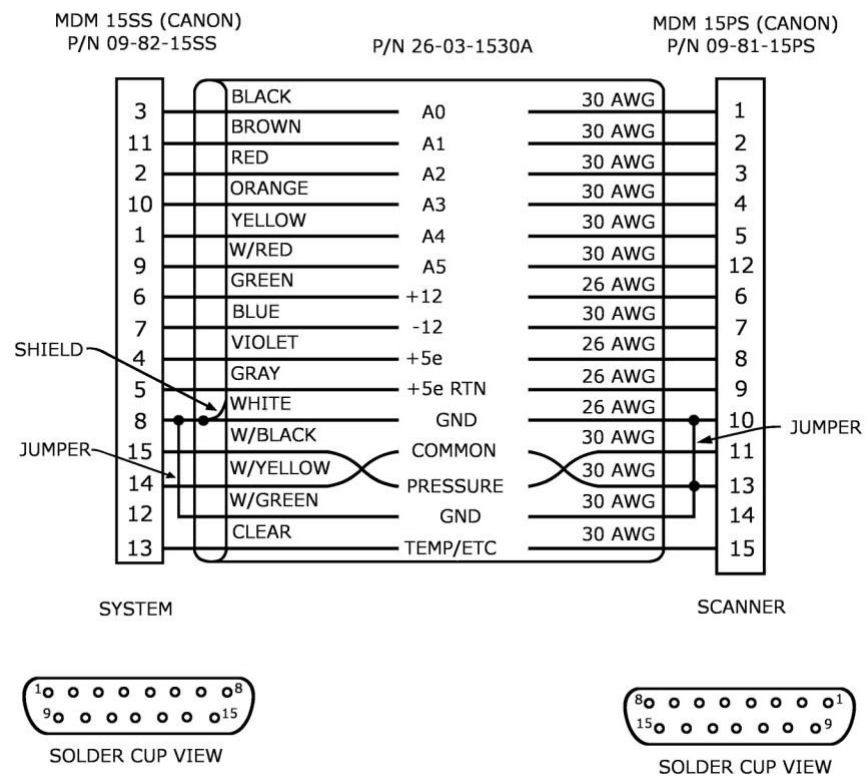 MDM 15SS (CANON)
P/N 09-82-15SS
P/N 26-03-1530A
MDM 15PS (CANON)
P/N 09-81-15PS
3 BLACK A0 30 AWG 1
11 BROWN A1 30 AWG 2
2 RED A2 30 AWG 3
10 ORANGE A3 30 AWG 4
1 YELLOW A4 30 AWG 5
9 W/RED A5 30 AWG 12
6 GREEN +12 26 AWG 6
7 BLUE -12 30 AWG 7
4 VIOLET +5e 26 AWG 8
5 GRAY +5e RTN 26 AWG 9
8 WHITE GND 26 AWG 10
15 W/BLACK COMMON 30 AWG 11
14 W/YELLOW PRESSURE 30 AWG 13
12 W/GREEN GND 30 AWG 14
13 CLEAR TEMP/ETC 30 AWG 15
SHIELD
JUMPER
JUMPER
SYSTEM
SCANNER
1 8
9 15
SOLDER CUP VIEW
8 1
15 9
SOLDER CUP VIEW